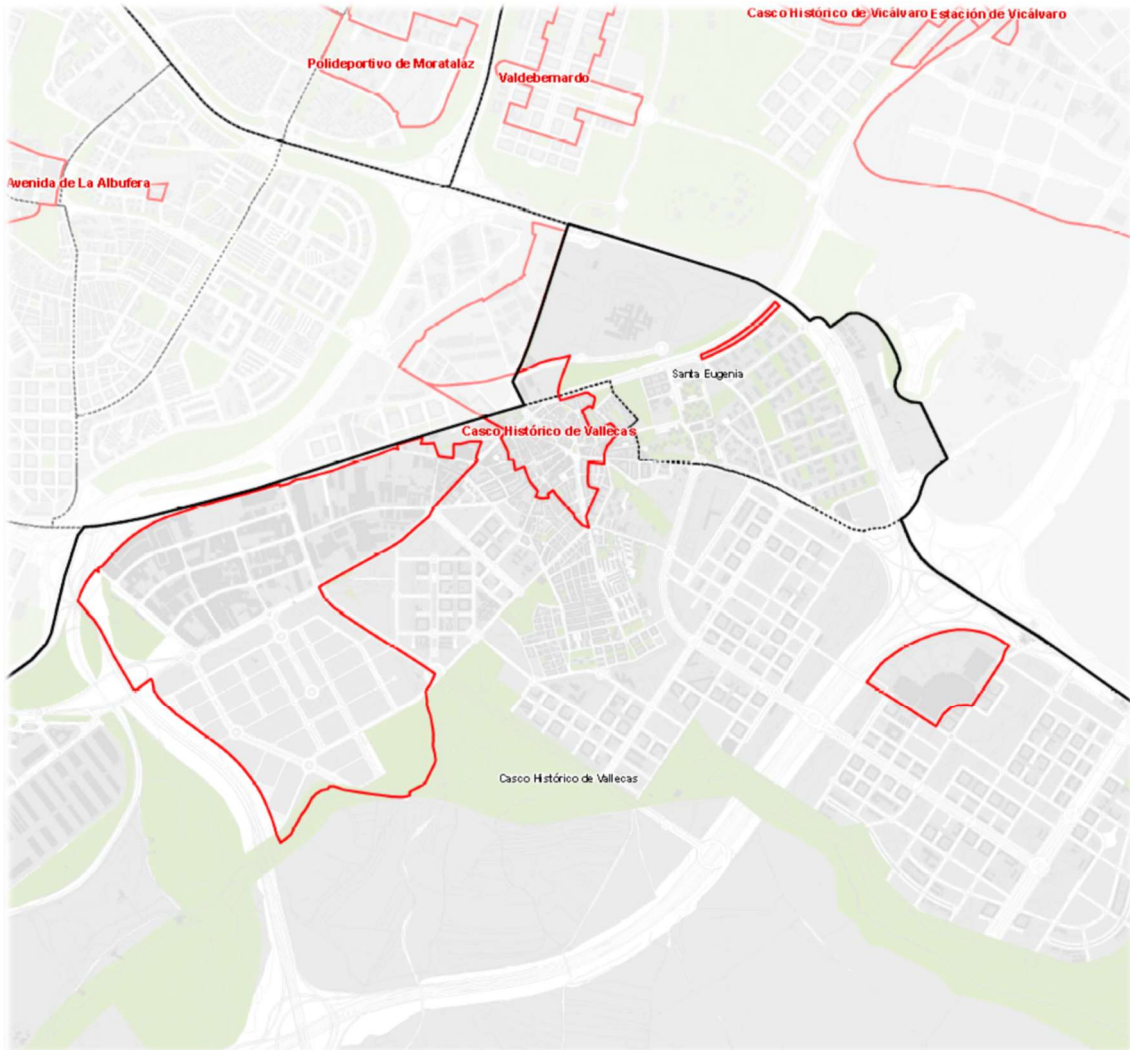 Casco Histórico de Vicálvaro Estación de Vicálvaro
Polideportivo de Moratalaz
Valdebernardo
Avenida de La Albufera
Santa Eugenia
Casco Histórico de Vallecas
Casco Histórico de Vallecas